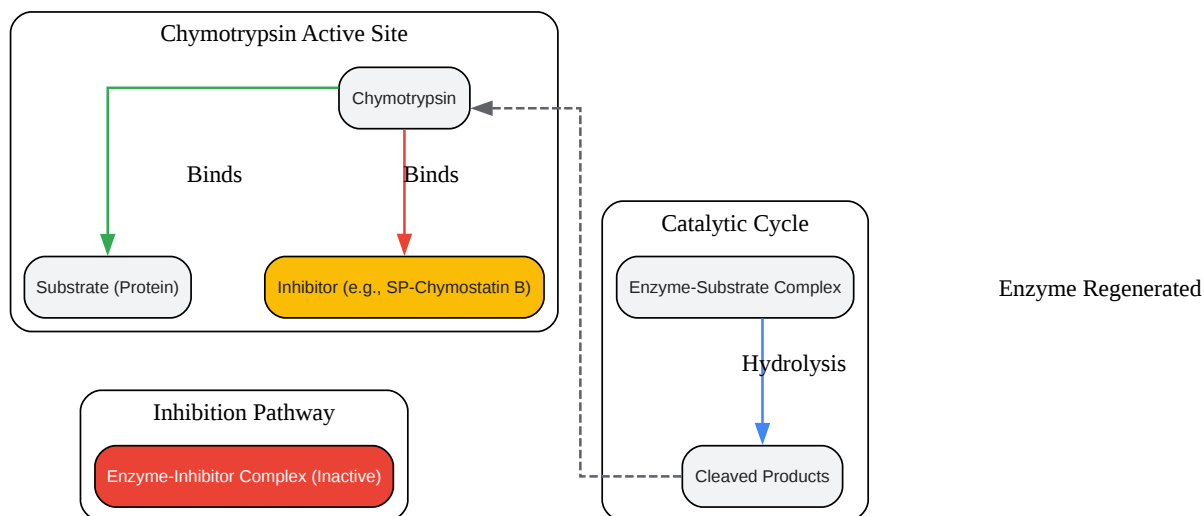 Chymotrypsin Active Site
Chymotrypsin
Binds
Binds
Substrate (Protein)
Inhibitor (e.g., SP-Chymostatin B)
Catalytic Cycle
Enzyme-Substrate Complex
Enzyme Regenerated
Hydrolysis
Cleaved Products
Inhibition Pathway
Enzyme-Inhibitor Complex (Inactive)